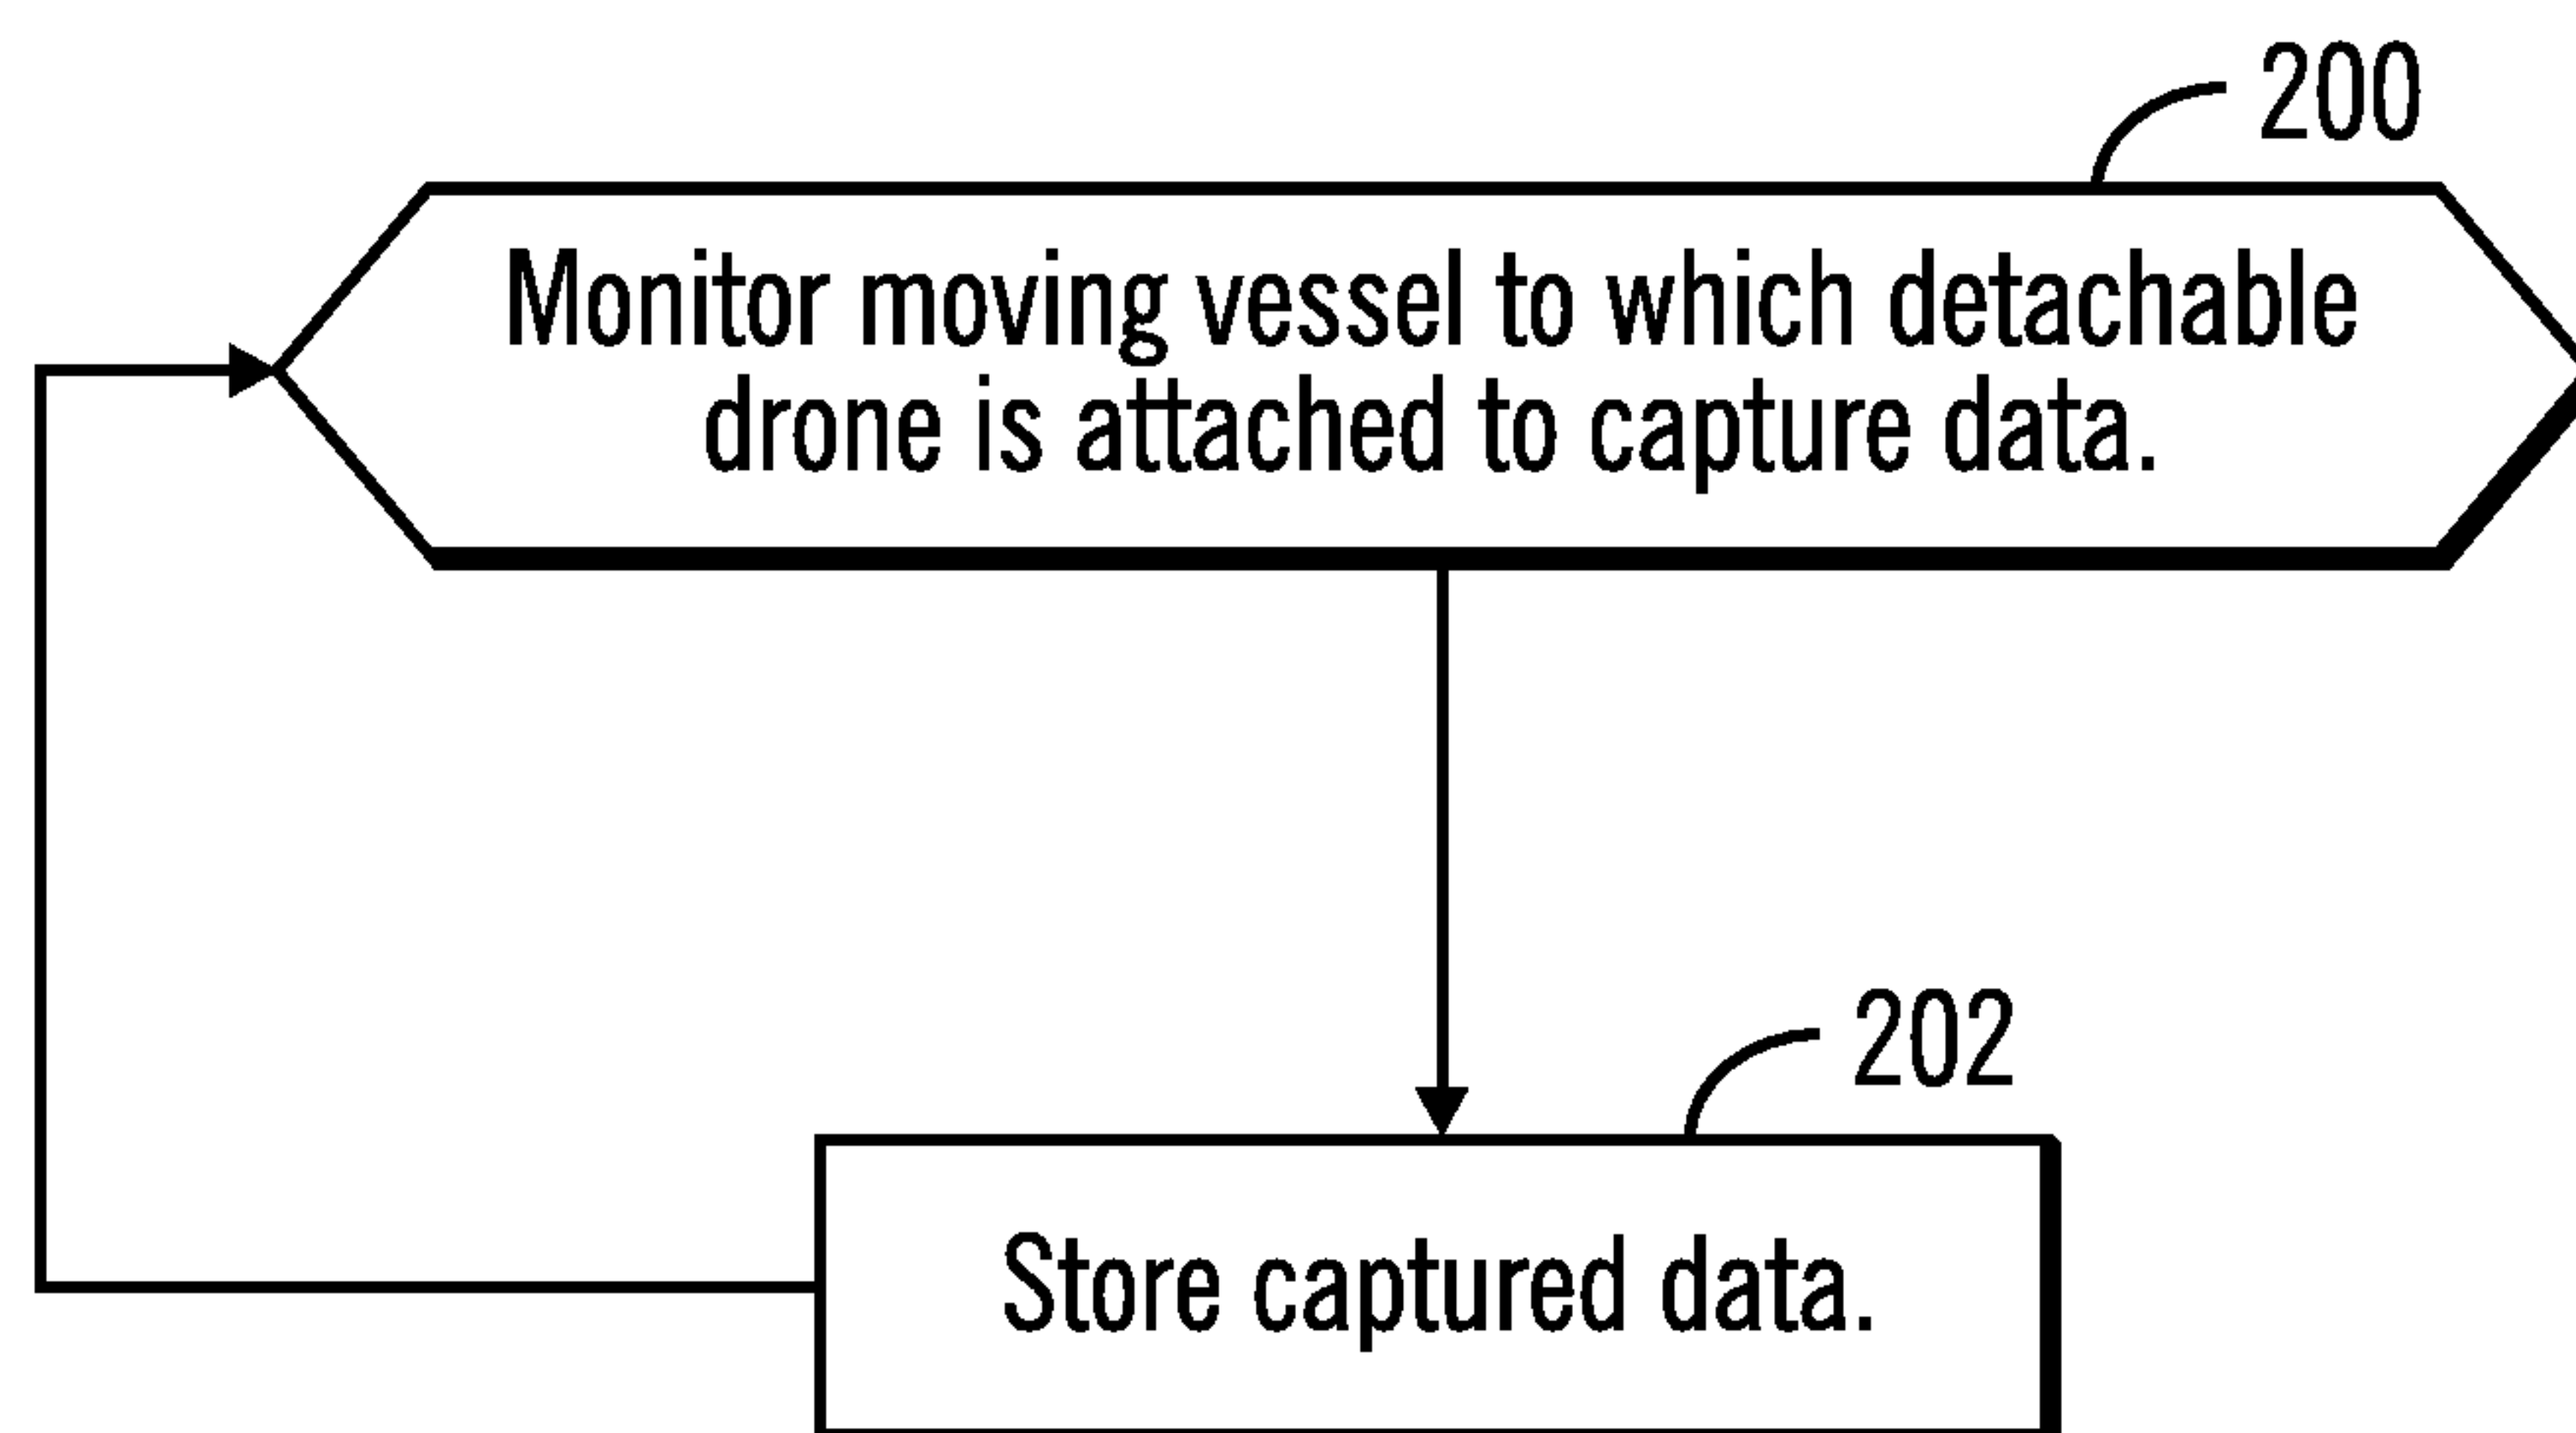 200
Monitor moving vessel to which detachable
drone is attached to capture data.
202
Store captured data.